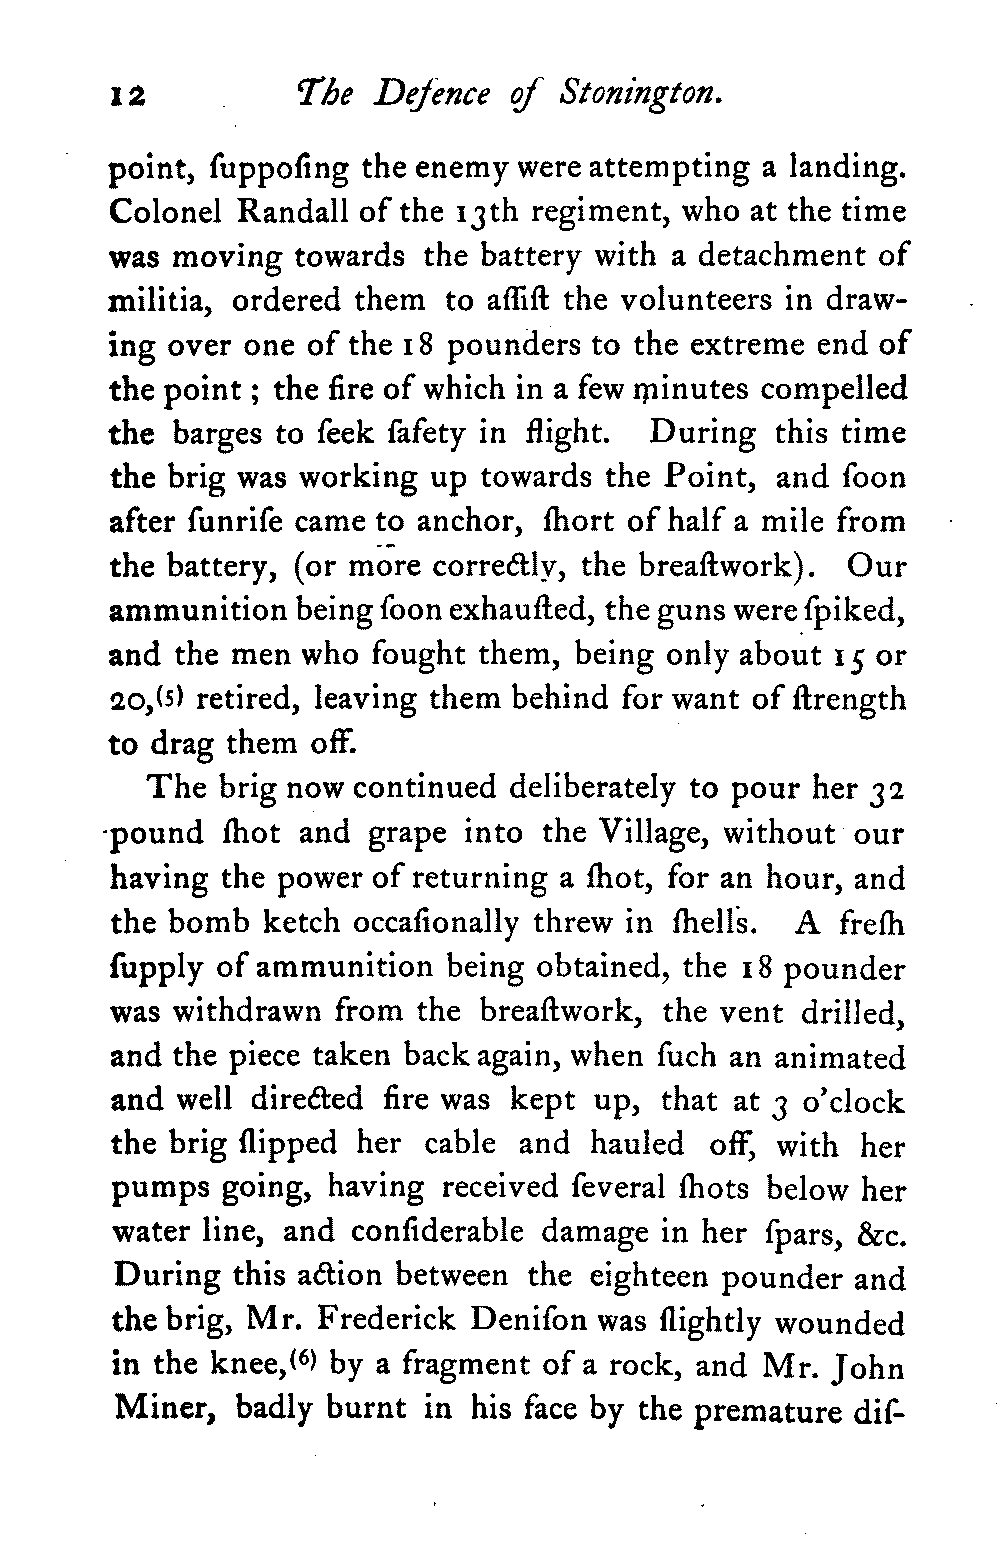 12 The Defence of Stonington.
point, ſuppoſing the enemy were attempting a landing.
Colonel Randall of the 13th regiment, who at the time
was moving towards the battery with a detachment of
militia, ordered them to aſſiſt the volunteers in draw-
ing over one of the 18 pounders to the extreme end of
the point ; the fire of which in a few minutes compelled
the barges to ſeek ſafety in flight. During this time
the brig was working up towards the Point, and ſoon
after ſunriſe came to anchor, ſhort of half a mile from
the battery, (or more correctly, the breaſtwork). Our
ammunition being ſoon exhauſted, the guns were ſpiked,
and the men who fought them, being only about 15 or
20,(5) retired, leaving them behind for want of ſtrength
to drag them off.
The brig now continued deliberately to pour her 32
pound ſhot and grape into the Village, without our
having the power of returning a ſhot, for an hour, and
the bomb ketch occaſionally threw in ſhells. A freſh
ſupply of ammunition being obtained, the 18 pounder
was withdrawn from the breaſtwork, the vent drilled,
and the piece taken back again, when ſuch an animated
and well directed fire was kept up, that at 3 o'clock
the brig ſlipped her cable and hauled off, with her
pumps going, having received ſeveral ſhots below her
water line, and conſiderable damage in her ſpars, &c.
During this action between the eighteen pounder and
the brig, Mr. Frederick Deniſon was ſlightly wounded
in the knee,(6) by a fragment of a rock, and Mr. John
Miner, badly burnt in his face by the premature diſ-